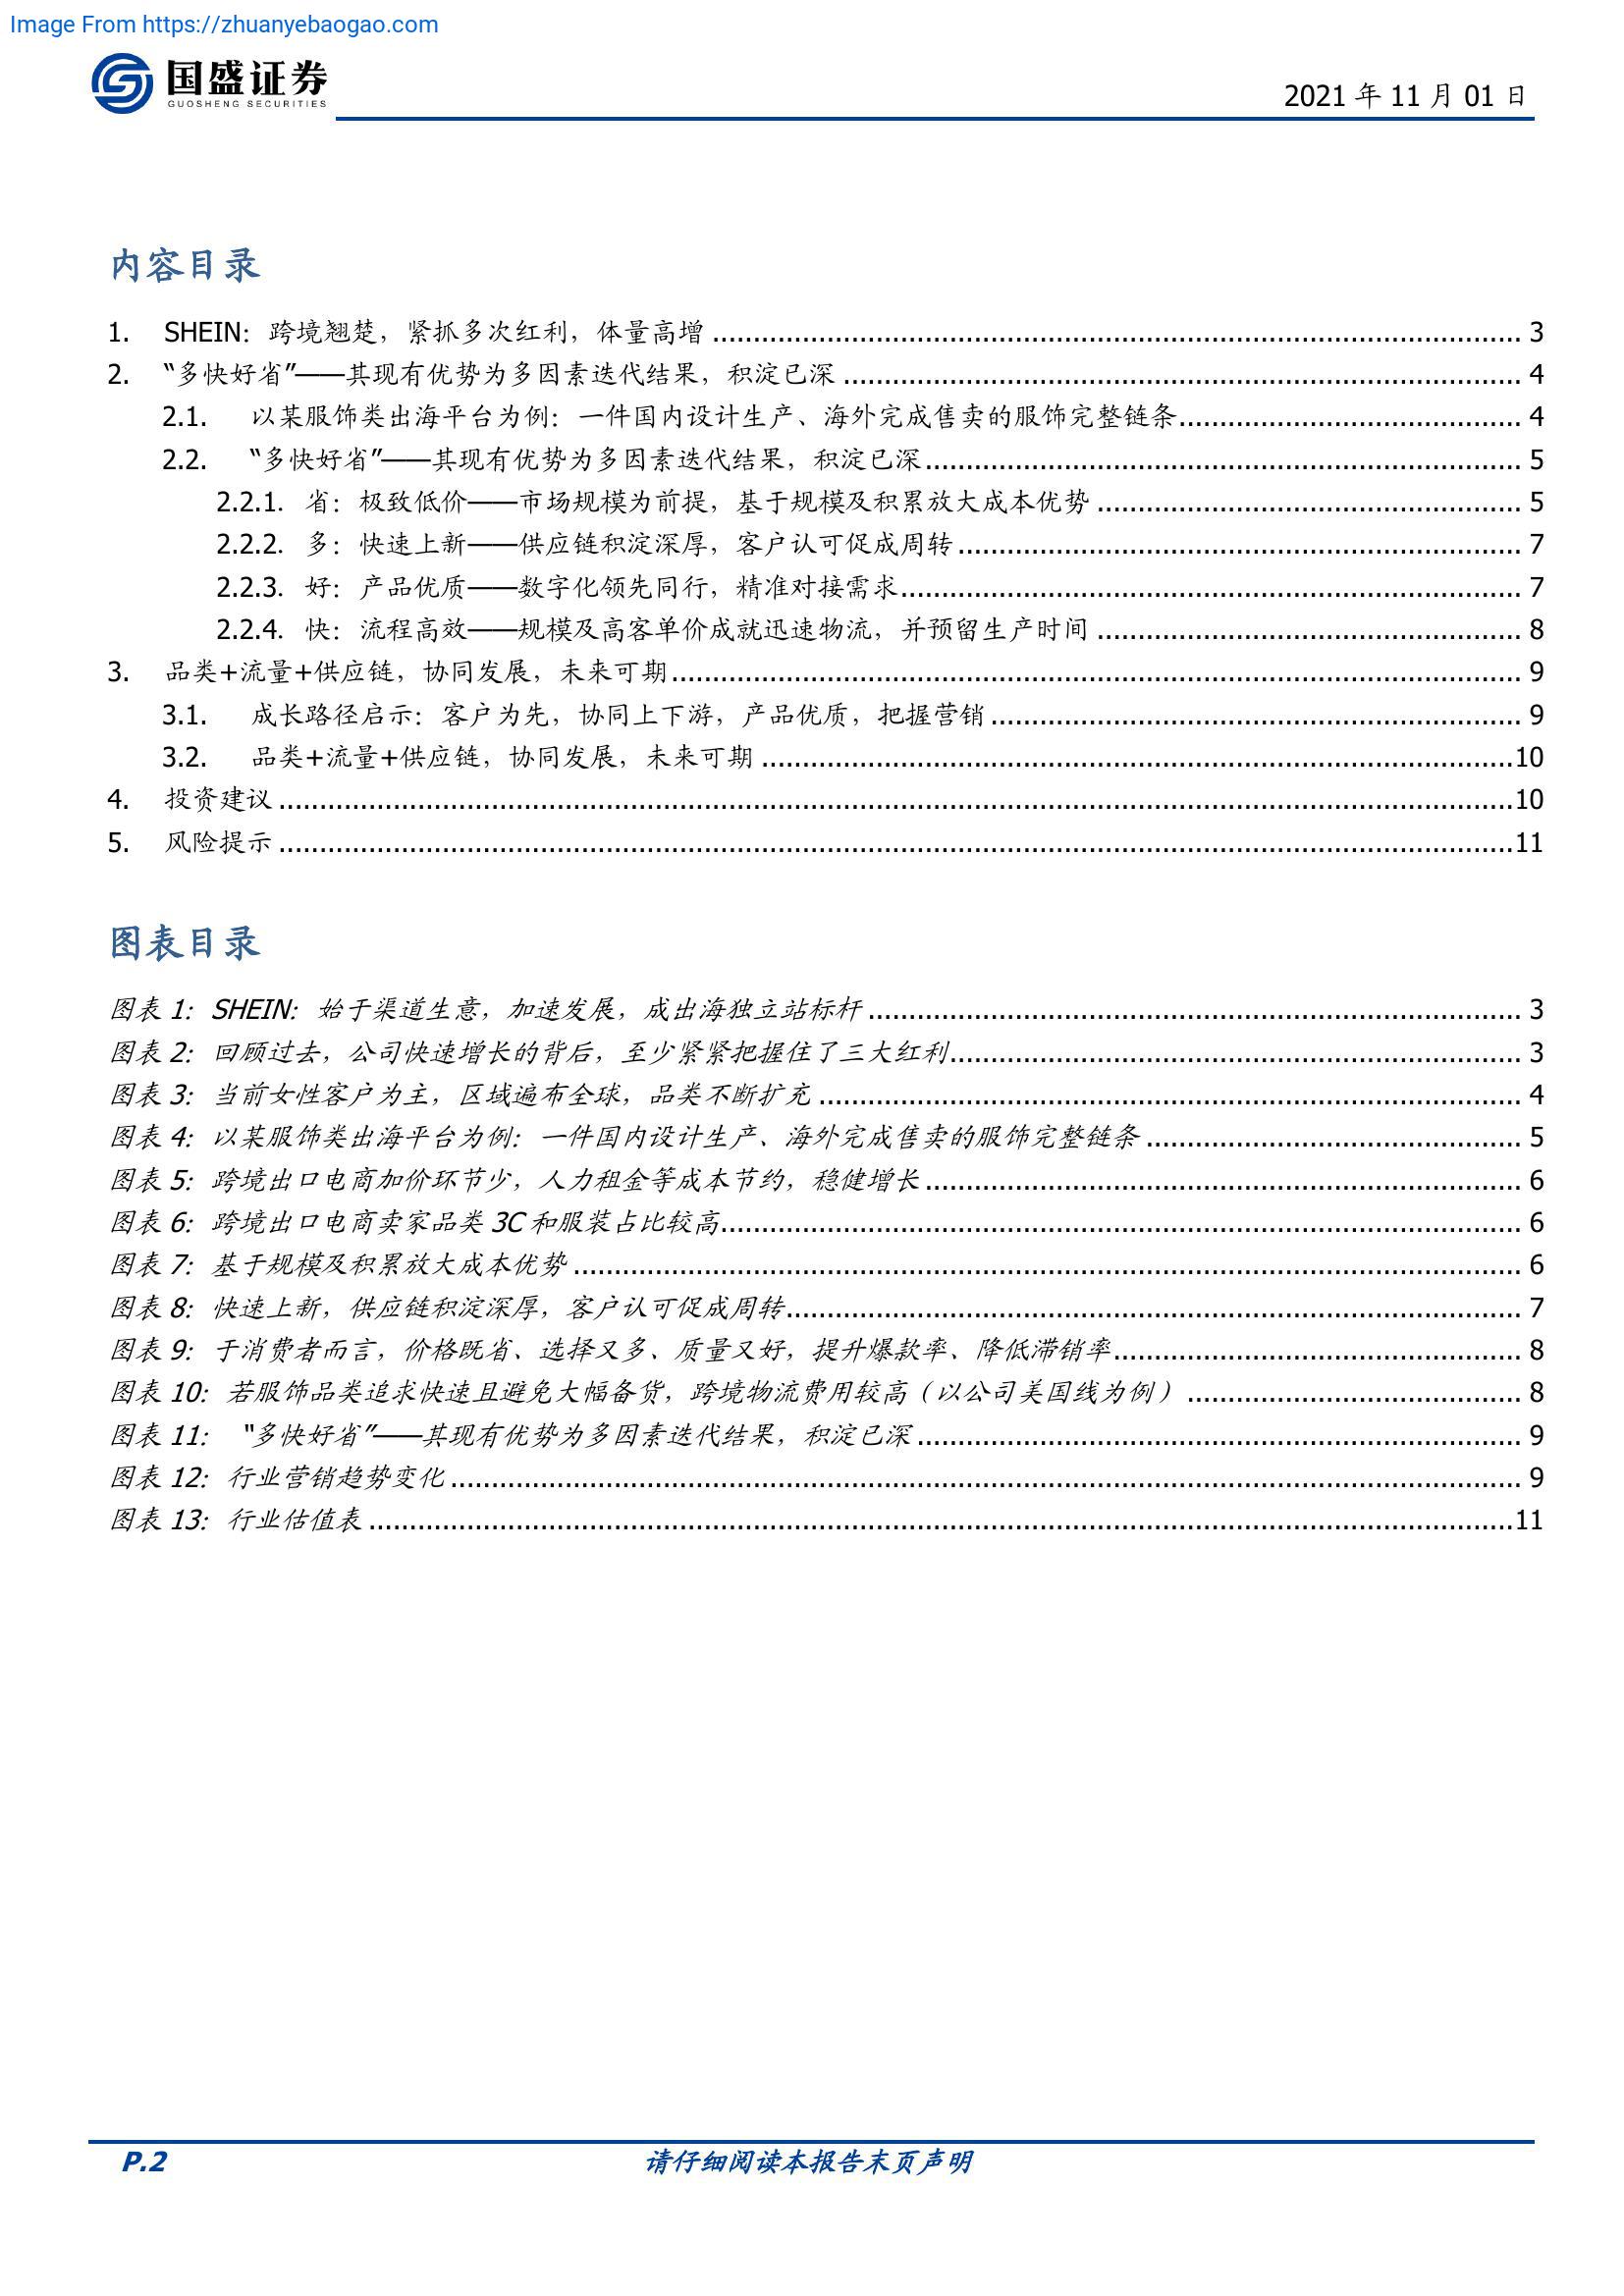 Image From https://zhuanyebaogao.com
国盛证券
GUOSHENG SECURITIES
2021 年 11 月 01 日
内容目录
1. SHEIN：跨境翘楚，紧抓多次红利，体量高增 3
2. “多快好省”——其现有优势为多因素迭代结果，积淀已深 4
2.1. 以某服饰类出海平台为例：一件国内设计生产、海外完成售卖的服饰完整链条 4
2.2. “多快好省”——其现有优势为多因素迭代结果，积淀已深 5
2.2.1. 省：极致低价——市场规模为前提，基于规模及积累放大成本优势 5
2.2.2. 多：快速上新——供应链积淀深厚，客户认可促成周转 7
2.2.3. 好：产品优质——数字化领先同行，精准对接需求 7
2.2.4. 快：流程高效——规模及高客单价成就迅速物流，并预留生产时间 8
3. 品类+流量+供应链，协同发展，未来可期 9
3.1. 成长路径启示：客户为先，协同上下游，产品优质，把握营销 9
3.2. 品类+流量+供应链，协同发展，未来可期 10
4. 投资建议 10
5. 风险提示 11
图表目录
图表 1：SHEIN：始于渠道生意，加速发展，成出海独立站标杆 3
图表 2：回顾过去，公司快速增长的背后，至少紧紧把握住了三大红利 3
图表 3：当前女性客户为主，区域遍布全球，品类不断扩充 4
图表 4：以某服饰类出海平台为例：一件国内设计生产、海外完成售卖的服饰完整链条 5
图表 5：跨境出口电商加价环节少，人力租金等成本节约，稳健增长 6
图表 6：跨境出口电商卖家品类 3C 和服装占比较高 6
图表 7：基于规模及积累放大成本优势 6
图表 8：快速上新，供应链积淀深厚，客户认可促成周转 7
图表 9：于消费者而言，价格既省、选择又多、质量又好，提升爆款率、降低滞销率 8
图表 10：若服饰品类追求快速且避免大幅备货，跨境物流费用较高（以公司美国线为例） 8
图表 11： “多快好省”——其现有优势为多因素迭代结果，积淀已深 9
图表 12：行业营销趋势变化 9
图表 13：行业估值表 11
P.2
请仔细阅读本报告末页声明